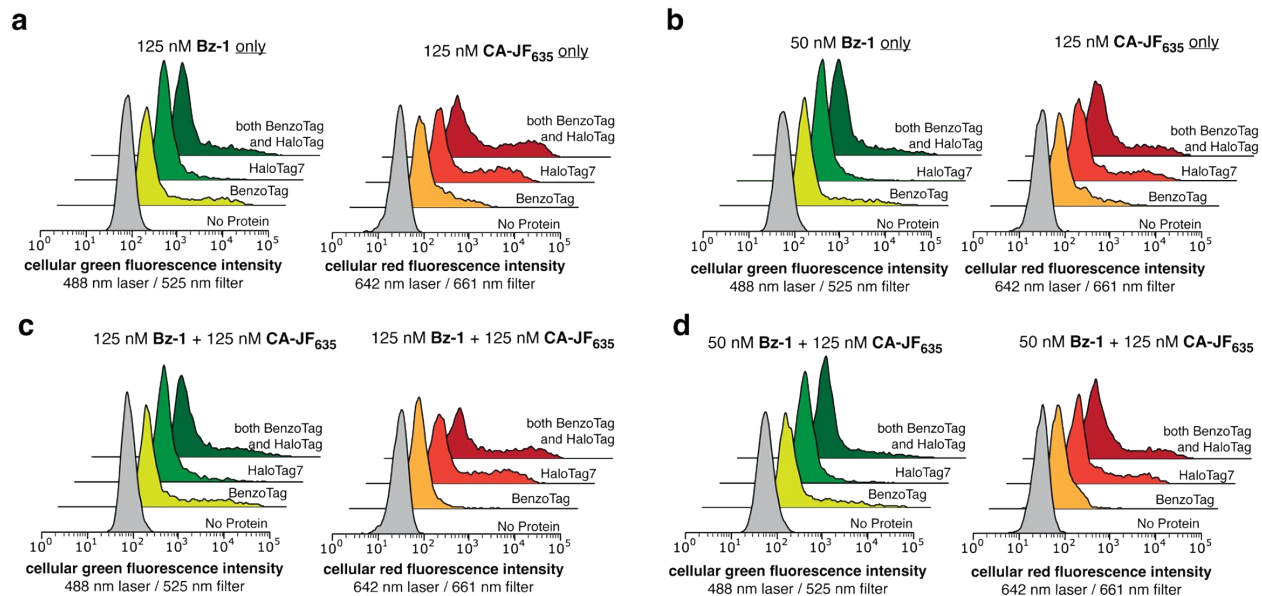 a
125 nM Bz-1 only
both BenzoTag
and HaloTag
HaloTag7
BenzoTag
No Protein
10^0 10^1 10^2 10^3 10^4 10^5
cellular green fluorescence intensity
488 nm laser / 525 nm filter
125 nM CA-JF635 only
both BenzoTag
and HaloTag
HaloTag7
BenzoTag
No Protein
10^0 10^1 10^2 10^3 10^4 10^5
cellular red fluorescence intensity
642 nm laser / 661 nm filter
b
50 nM Bz-1 only
both BenzoTag
and HaloTag
HaloTag7
BenzoTag
No Protein
10^0 10^1 10^2 10^3 10^4 10^5
cellular green fluorescence intensity
488 nm laser / 525 nm filter
125 nM CA-JF635 only
both BenzoTag
and HaloTag
HaloTag7
BenzoTag
No Protein
10^0 10^1 10^2 10^3 10^4 10^5
cellular red fluorescence intensity
642 nm laser / 661 nm filter
c
125 nM Bz-1 + 125 nM CA-JF635
both BenzoTag
and HaloTag
HaloTag7
BenzoTag
No Protein
10^0 10^1 10^2 10^3 10^4 10^5
cellular green fluorescence intensity
488 nm laser / 525 nm filter
125 nM Bz-1 + 125 nM CA-JF635
both BenzoTag
and HaloTag
HaloTag7
BenzoTag
No Protein
10^0 10^1 10^2 10^3 10^4 10^5
cellular red fluorescence intensity
642 nm laser / 661 nm filter
d
50 nM Bz-1 + 125 nM CA-JF635
both BenzoTag
and HaloTag
HaloTag7
BenzoTag
No Protein
10^0 10^1 10^2 10^3 10^4 10^5
cellular green fluorescence intensity
488 nm laser / 525 nm filter
50 nM Bz-1 + 125 nM CA-JF635
both BenzoTag
and HaloTag
HaloTag7
BenzoTag
No Protein
10^0 10^1 10^2 10^3 10^4 10^5
cellular red fluorescence intensity
642 nm laser / 661 nm filter